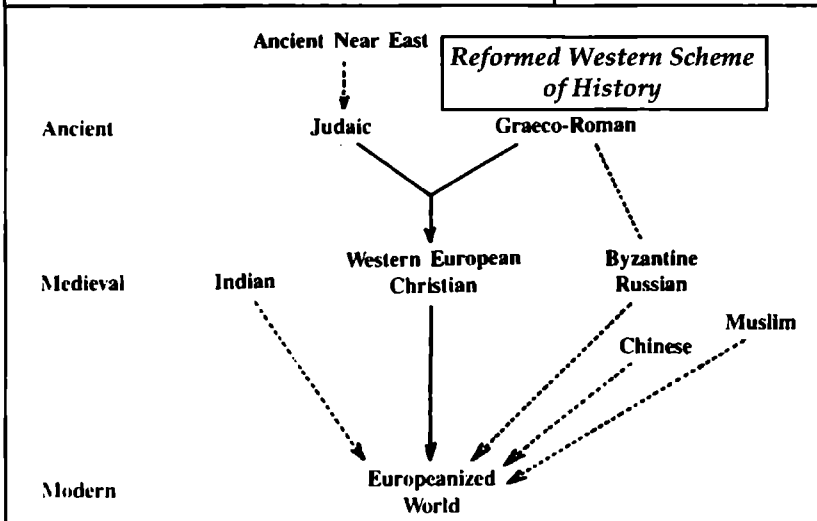 Ancient Near East
Reformed Western Scheme
of History
Ancient
Judaic
Graeco-Roman
Medieval
Indian
Western European
Christian
Byzantine
Russian
Chinese
Muslim
Modern
Europeanized
World